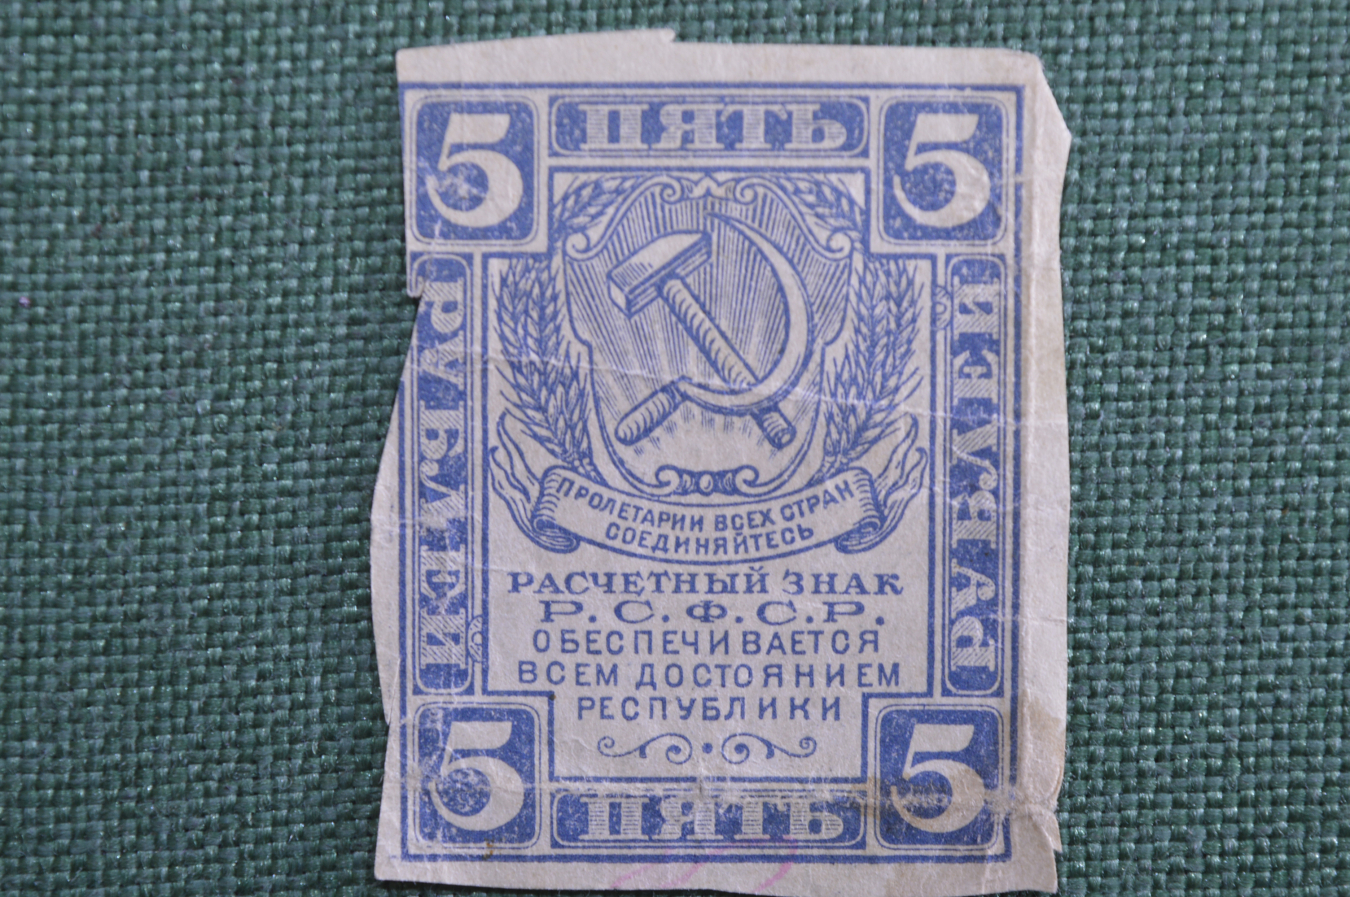 5 ПЯТЬ 5
РУБЛЕЙ
РУБЛЕЙ
ПРОЛЕТАРИИ ВСЕХ СТРАН
СОЕДИНЯЙТЕСЬ
РАСЧЕТНЫЙ ЗНАК
Р.С.Ф.С.Р.
ОБЕСПЕЧИВАЕТСЯ
ВСЕМ ДОСТОЯНИЕМ
РЕСПУБЛИКИ
5 ПЯТЬ 5